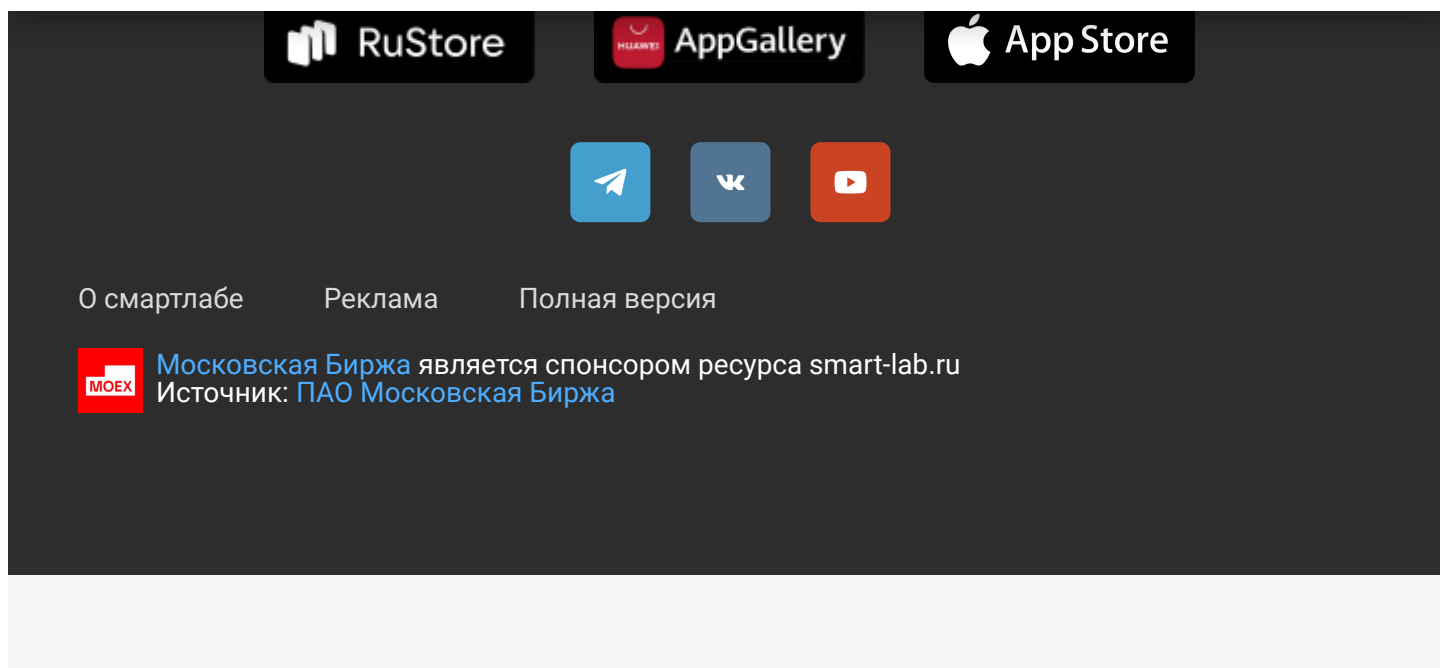 RuStore
HUAWEI AppGallery
App Store
О смартлабе Реклама Полная версия
MOEX
Московская Биржа является спонсором ресурса smart-lab.ru
Источник: ПАО Московская Биржа